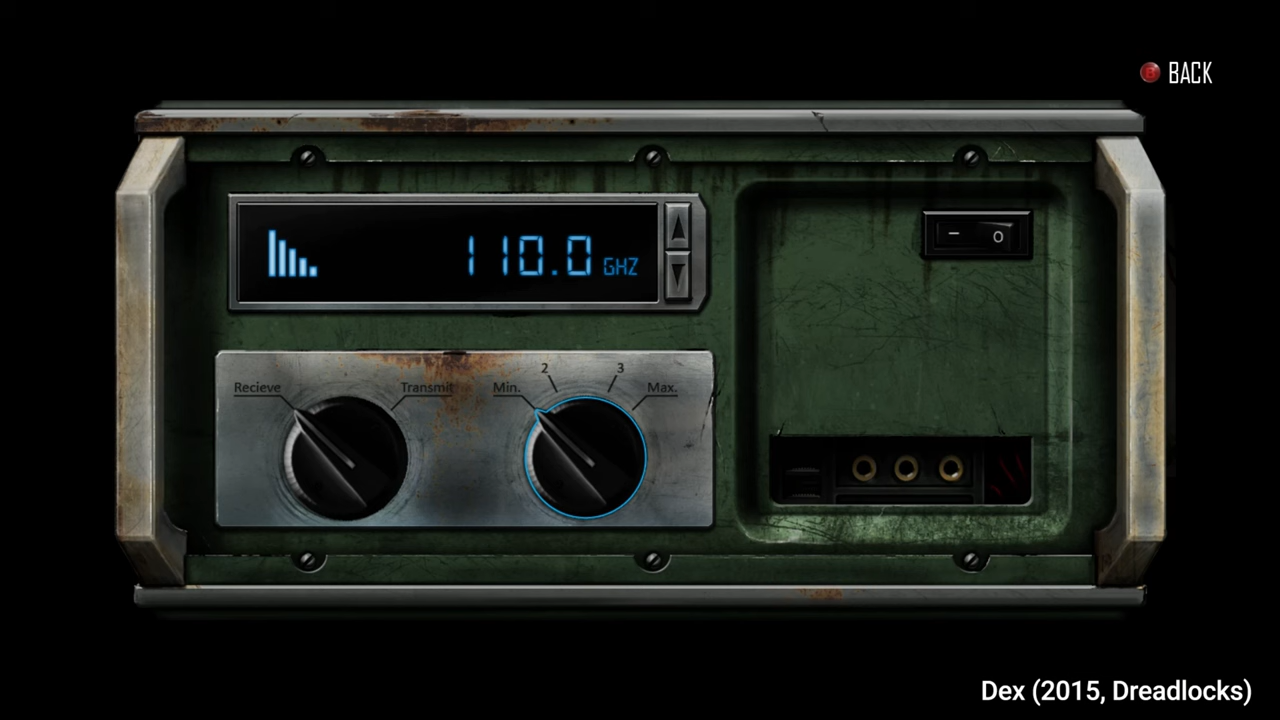 BACK
110.0 GHZ
– O
2 3
Recieve Transmit Min. Max.
Dex (2015, Dreadlocks)